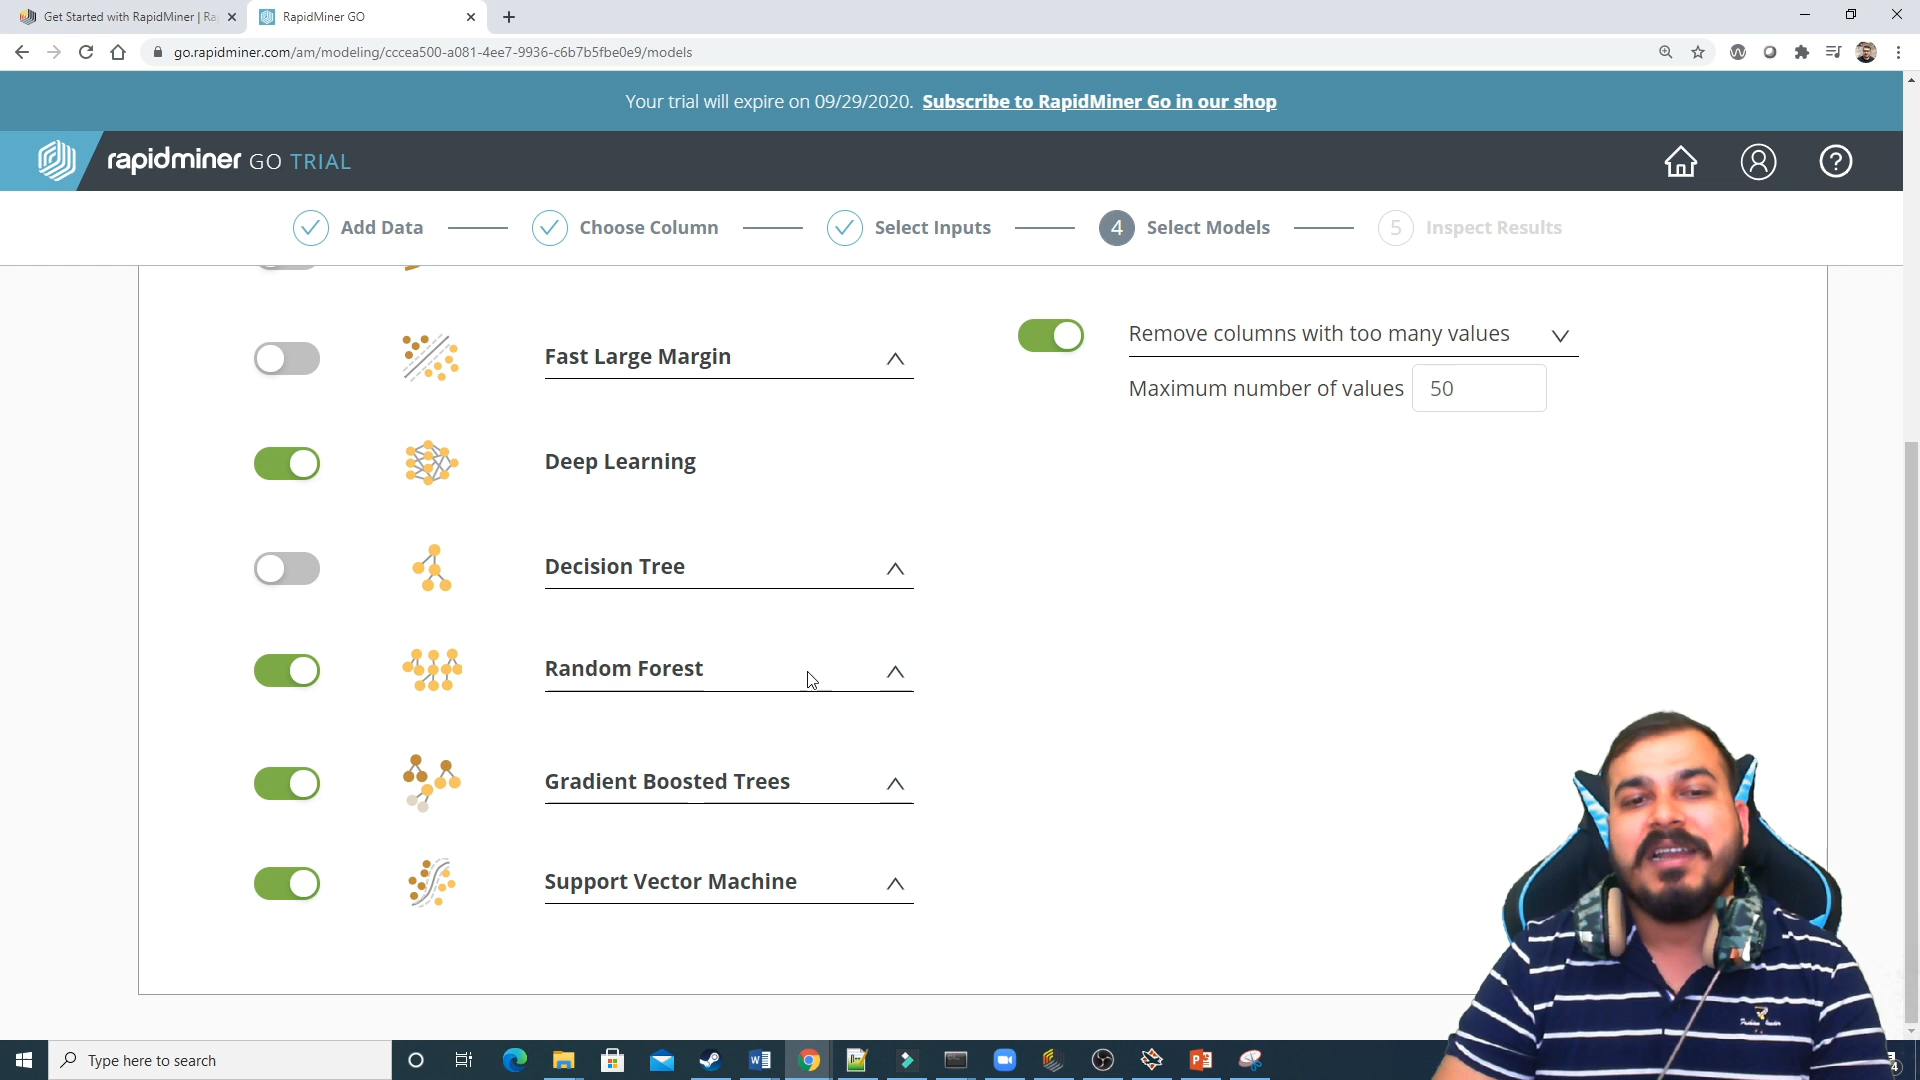 Get Started with RapidMiner | Ra
RapidMiner GO
go.rapidminer.com/am/modeling/cccea500-a081-4ee7-9936-c6b7b5fbe0e9/models
Your trial will expire on 09/29/2020. Subscribe to RapidMiner Go in our shop
rapidminer GO TRIAL
Add Data
Choose Column
Select Inputs
4 Select Models
5 Inspect Results
Fast Large Margin
Remove columns with too many values
Maximum number of values 50
Deep Learning
Decision Tree
Random Forest
Gradient Boosted Trees
Support Vector Machine
Type here to search